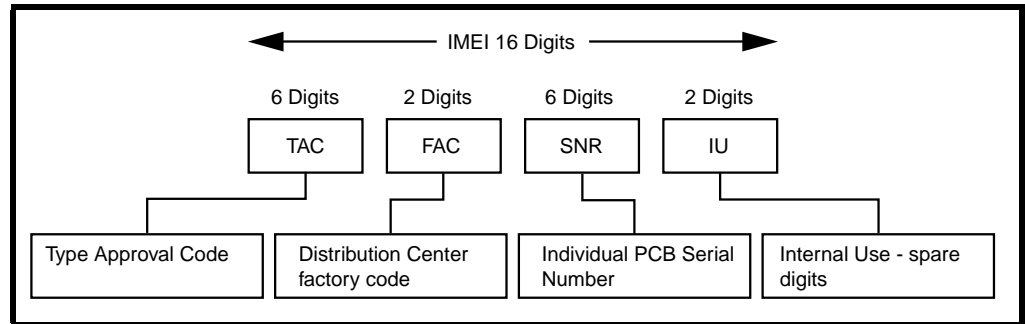 IMEI 16 Digits
6 Digits 2 Digits 6 Digits 2 Digits
TAC FAC SNR IU
Type Approval Code
Distribution Center
factory code
Individual PCB Serial
Number
Internal Use - spare
digits